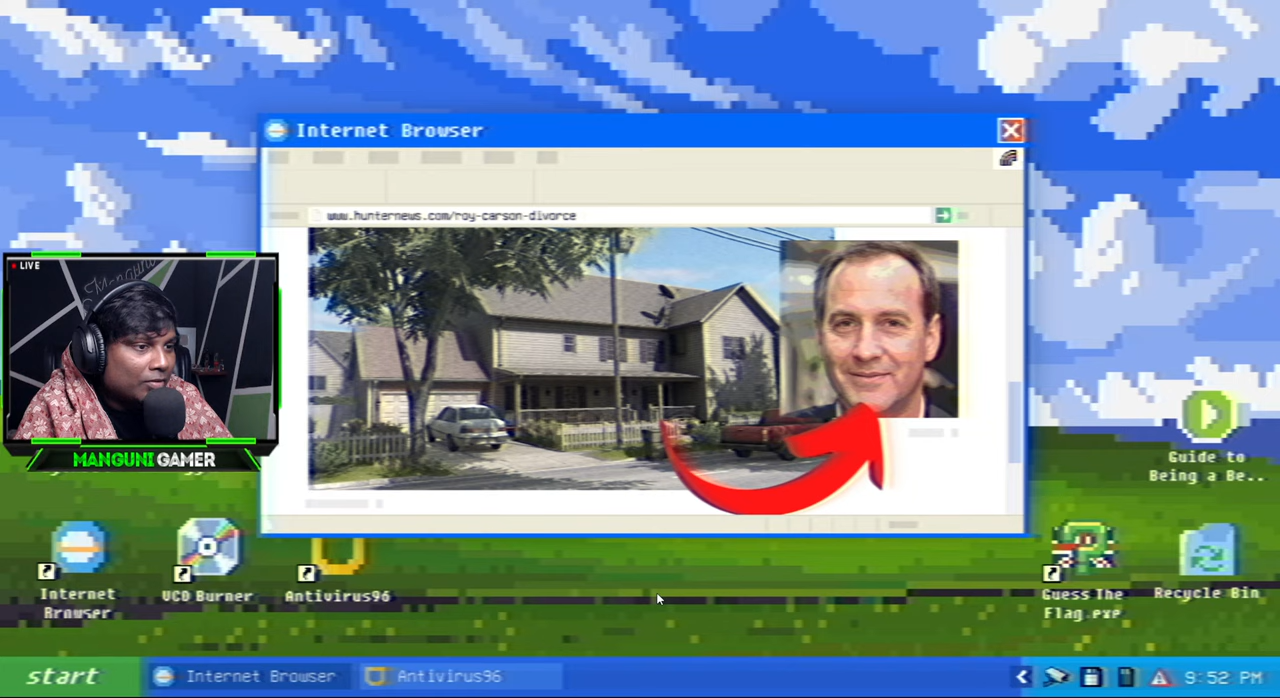 Internet Browser
www.hunternews.com/roy-carson-divorce
LIVE
MANGUNI GAMER
Guide to
Being a Be..
Internet
Browser
VCD Burner
Antivirus96
Guess The
Flag.exe
Recycle Bin
start
Internet Browser
Antivirus96
9:52 PM